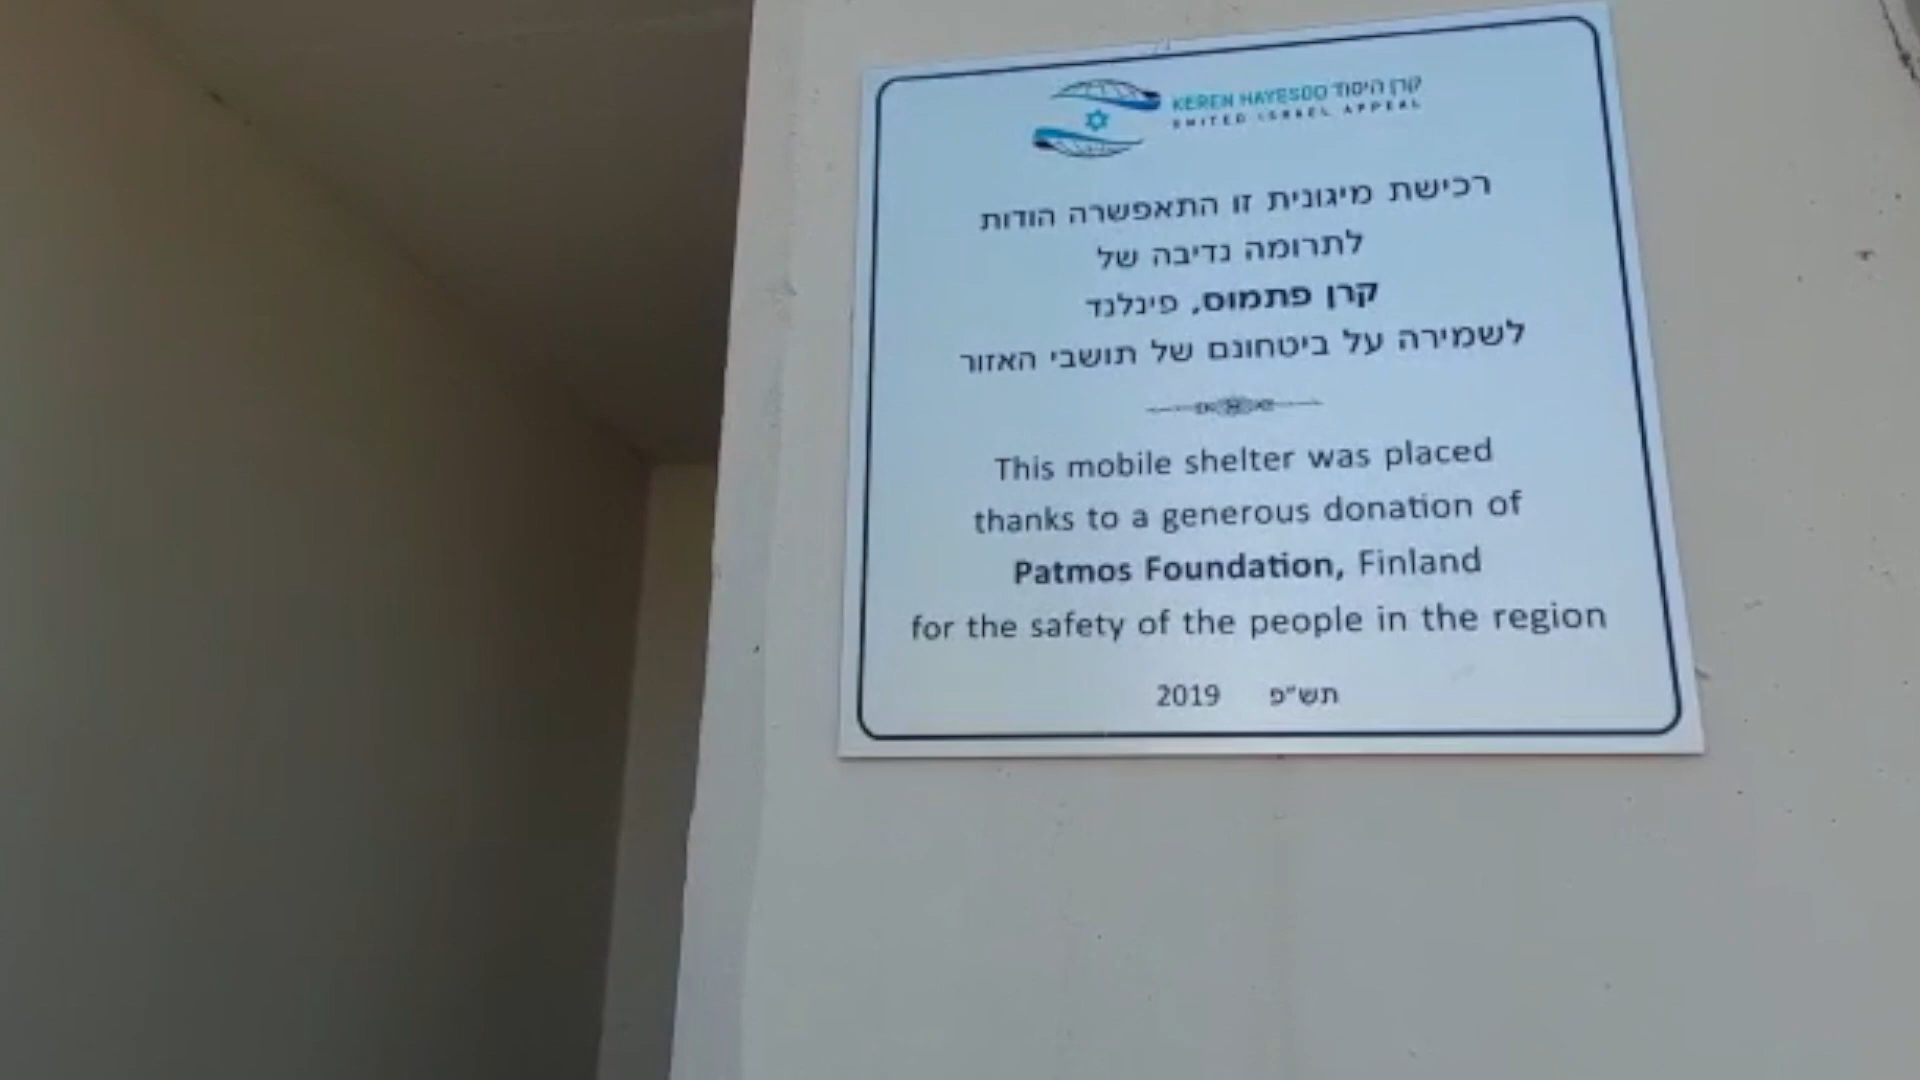 KEREN HAYESOD קרן היסוד
UNITED ISRAEL APPEAL
רכישת מיגונית זו התאפשרה הודות
לתרומה נדיבה של
קרן פתמוס, פינלנד
לשמירה על ביטחונם של תושבי האזור
This mobile shelter was placed
thanks to a generous donation of
Patmos Foundation, Finland
for the safety of the people in the region
2019 תש"פ